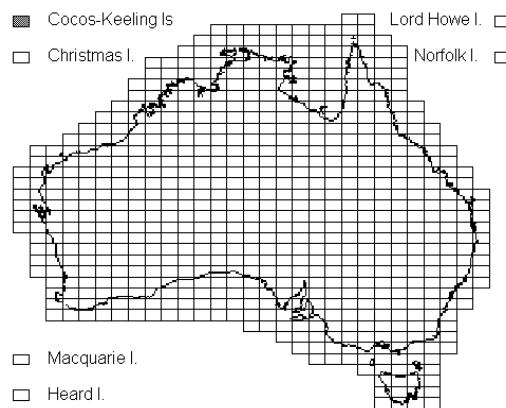 Cocos-Keeling Is
Lord Howe I.
Christmas I.
Norfolk I.
Macquarie I.
Heard I.